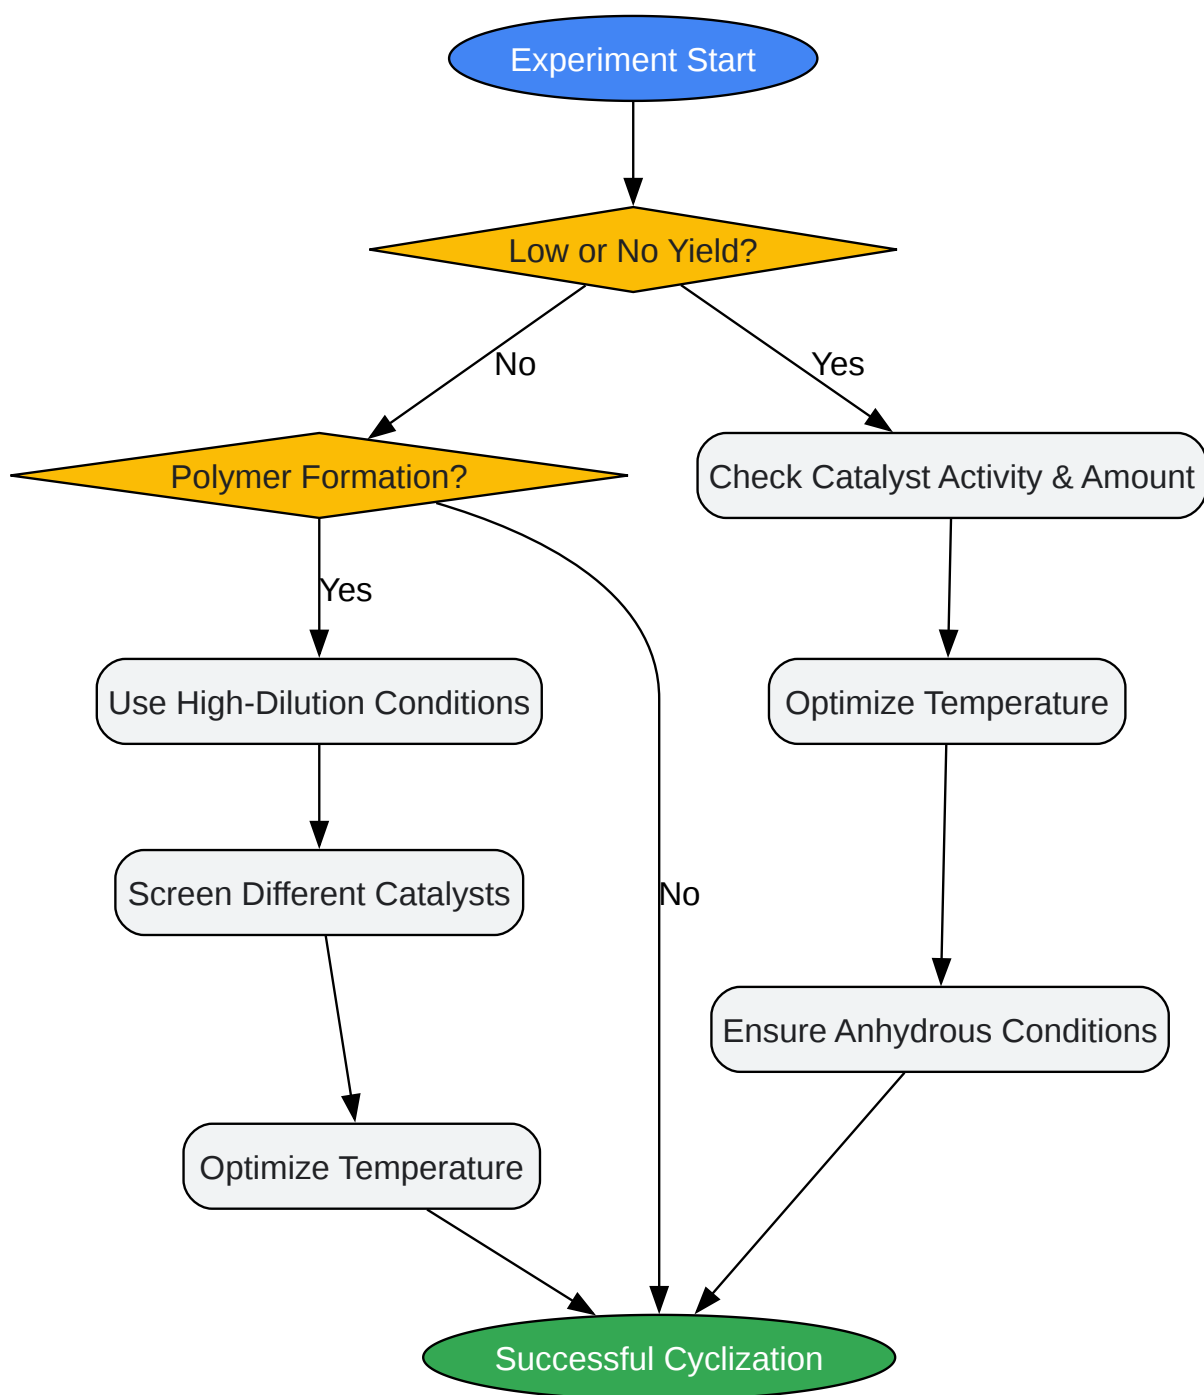 Experiment Start
Low or No Yield?
No
Yes
Polymer Formation?
Check Catalyst Activity & Amount
Yes
Use High-Dilution Conditions
Optimize Temperature
Screen Different Catalysts
No
Ensure Anhydrous Conditions
Optimize Temperature
Successful Cyclization